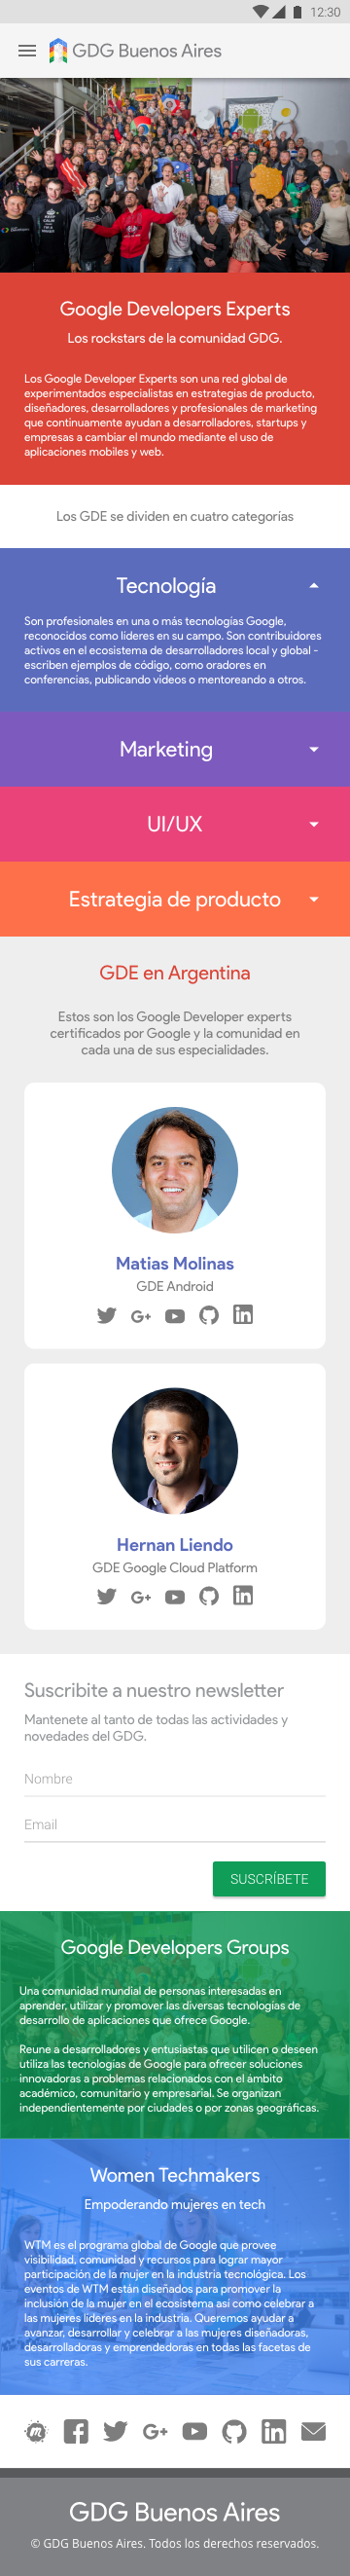 12:30
GDG Buenos Aires
Google Developers Experts
Los rockstars de la comunidad GDG.
Los Google Developer Experts son una red global de
experimentados especialistas en estrategias de producto,
diseñadores, desarrolladores y profesionales de marketing
que continuamente ayudan a desarrolladores, startups y
empresas a cambiar el mundo mediante el uso de
aplicaciones mobiles y web.
Los GDE se dividen en cuatro categorías
Tecnología
Son profesionales en una o más tecnologías Google,
reconocidos como líderes en su campo. Son contribuidores
activos en el ecosistema de desarrolladores local y global -
escriben ejemplos de código, como oradores en
conferencias, publicando videos o mentoreando a otros.
Marketing
UI/UX
Estrategia de producto
GDE en Argentina
Estos son los Google Developer experts
certificados por Google y la comunidad en
cada una de sus especialidades.
Matias Molinas
GDE Android
Hernan Liendo
GDE Google Cloud Platform
Suscribite a nuestro newsletter
Mantenete al tanto de todas las actividades y
novedades del GDG.
Nombre
Email
SUSCRÍBETE
Google Developers Groups
Una comunidad mundial de personas interesadas en
aprender, utilizar y promover las diversas tecnologías de
desarrollo de aplicaciones que ofrece Google.
Reune a desarrolladores y entusiastas que utilicen o deseen
utiliza las tecnologías de Google para ofrecer soluciones
innovadoras a problemas relacionados con el ámbito
académico, comunitario y empresarial. Se organizan
independientemente por ciudades o por zonas geográficas.
Women Techmakers
Empoderando mujeres en tech
WTM es el programa global de Google que provee
visibilidad, comunidad y recursos para lograr mayor
participación de la mujer en la industria tecnológica. Los
eventos de WTM están diseñados para promover la
inclusión de la mujer en el ecosistema así como celebrar a
las mujeres líderes en la industria. Queremos ayudar a
avanzar, desarrollar y celebrar a las mujeres diseñadoras,
desarrolladoras y emprendedoras en todas las facetas de
sus carreras.
GDG Buenos Aires
© GDG Buenos Aires. Todos los derechos reservados.